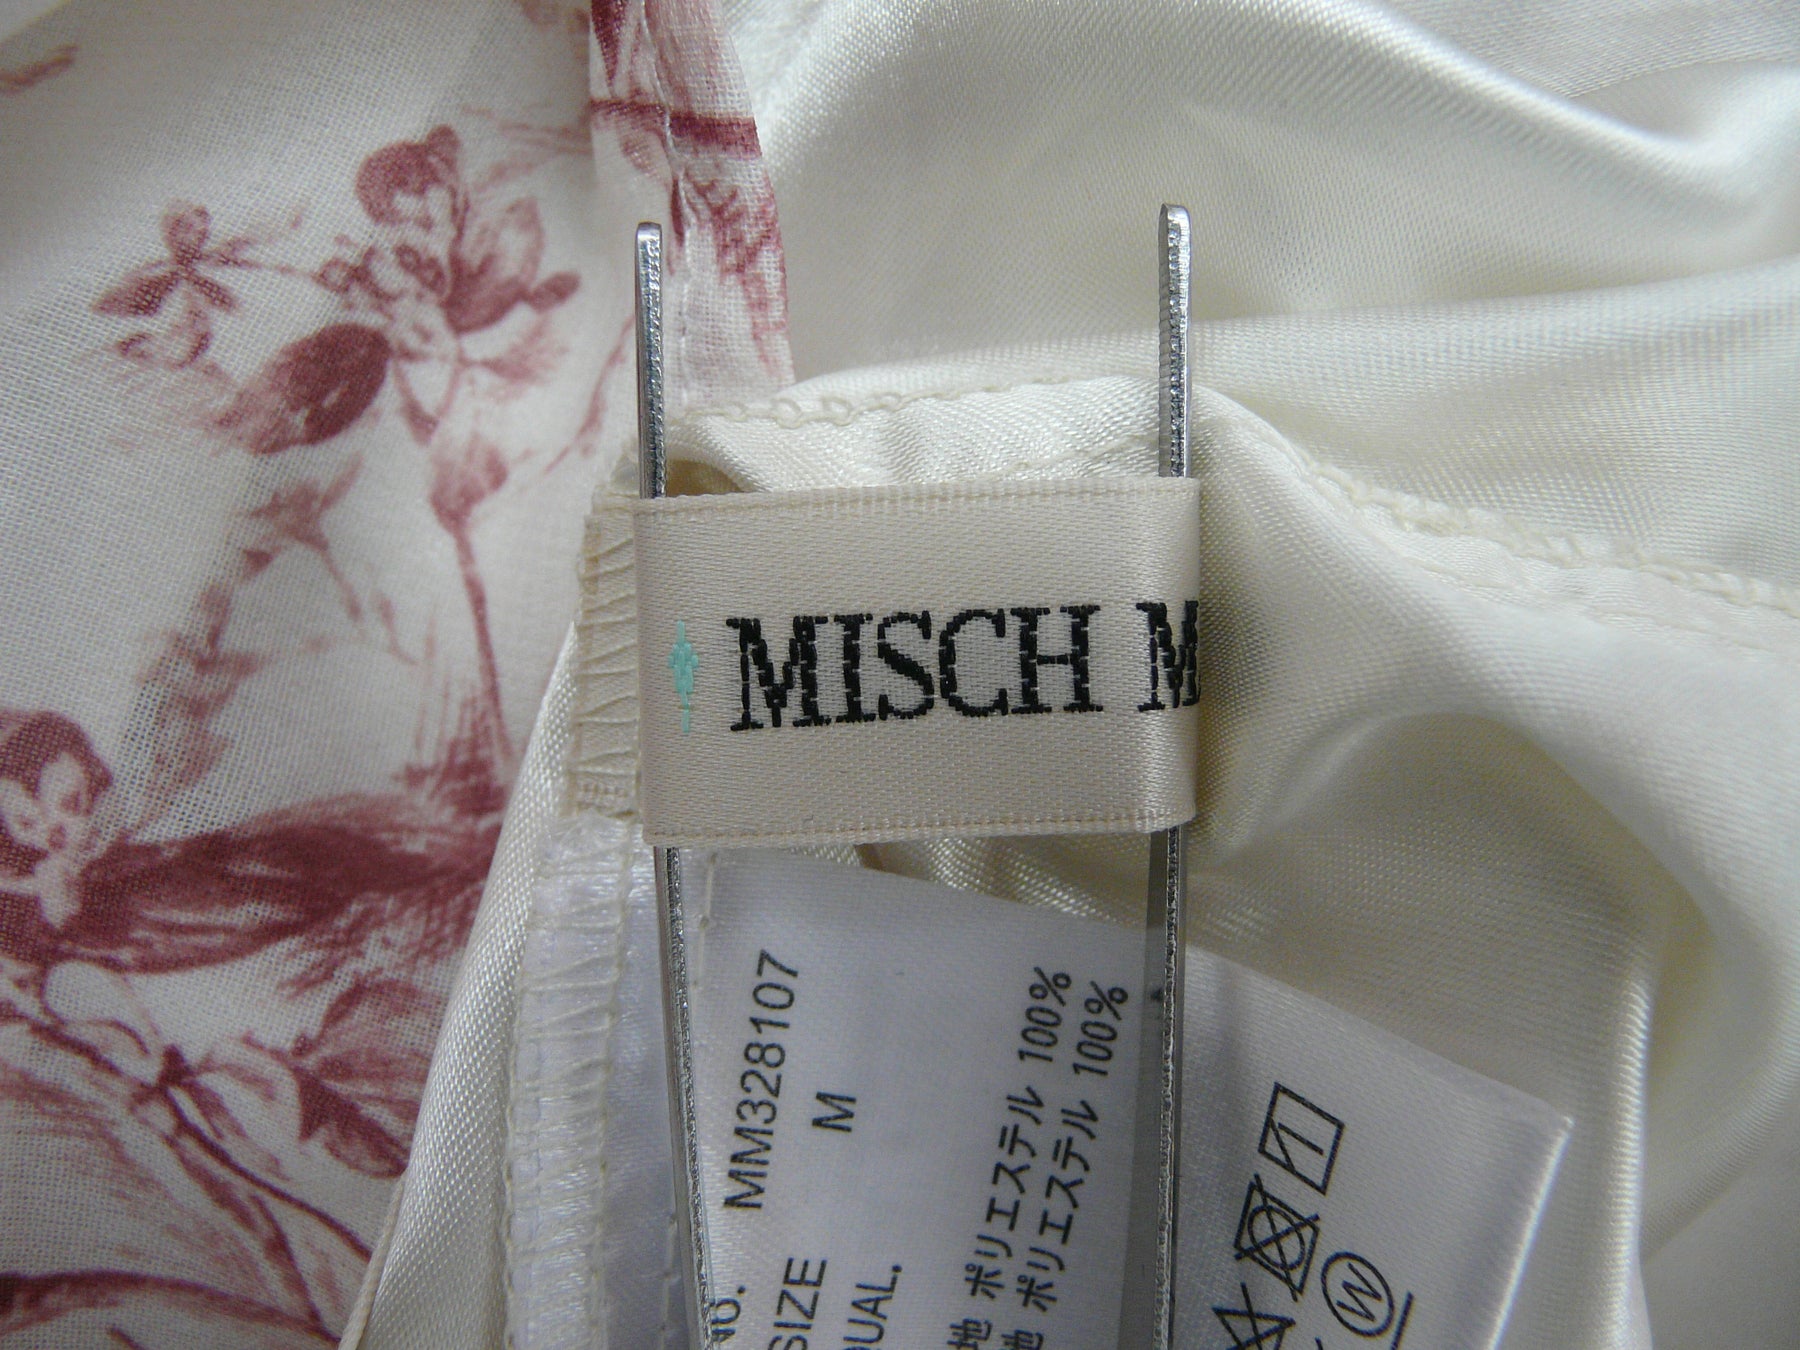 MISCH M
No. MM328107
SIZE M
QUAL.
地 ポリエステル 100%
地 ポリエステル 100%
W